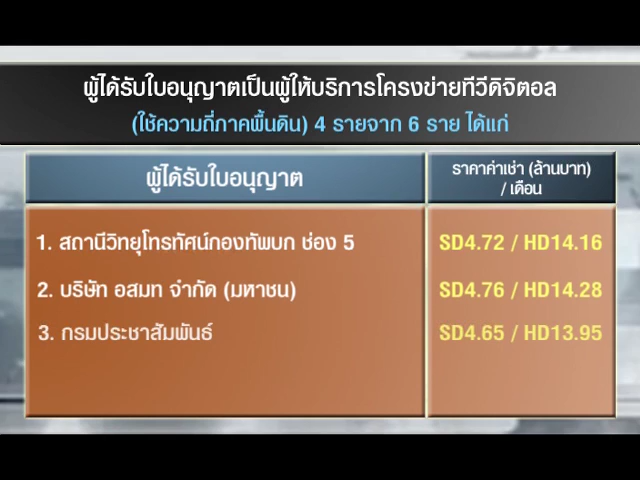 ผู้ได้รับใบอนุญาตเป็นผู้ให้บริการโครงข่ายทีวีดิจิตอล
(ใช้ความถี่ภาคพื้นดิน) 4 รายจาก 6 ราย ได้แก่
ผู้ได้รับใบอนุญาต
ราคาค่าเช่า (ล้านบาท)
/ เดือน
1. สถานีวิทยุโทรทัศน์กองทัพบก ช่อง 5 SD4.72 / HD14.16
2. บริษัท อสมท จำกัด (มหาชน) SD4.76 / HD14.28
3. กรมประชาสัมพันธ์ SD4.65 / HD13.95